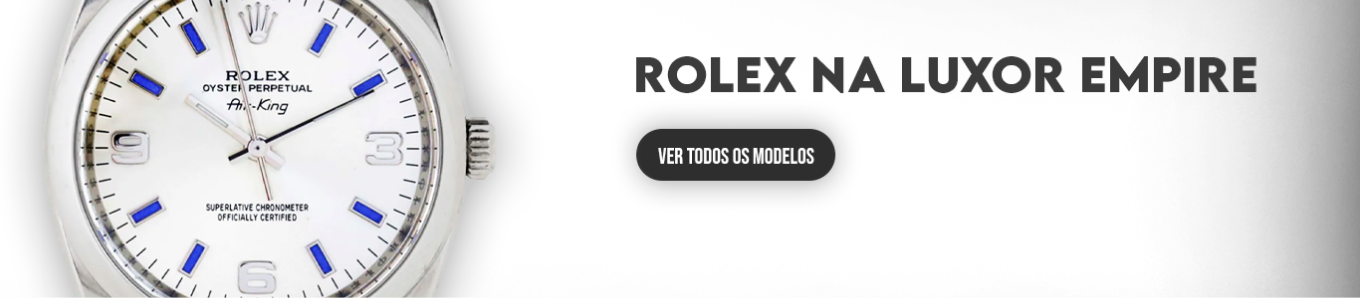 ROLEX
OYSTER PERPETUAL
Air-King
9
3
SUPERLATIVE CHRONOMETER
OFFICIALLY CERTIFIED
6
ROLEX NA LUXOR EMPIRE
VER TODOS OS MODELOS